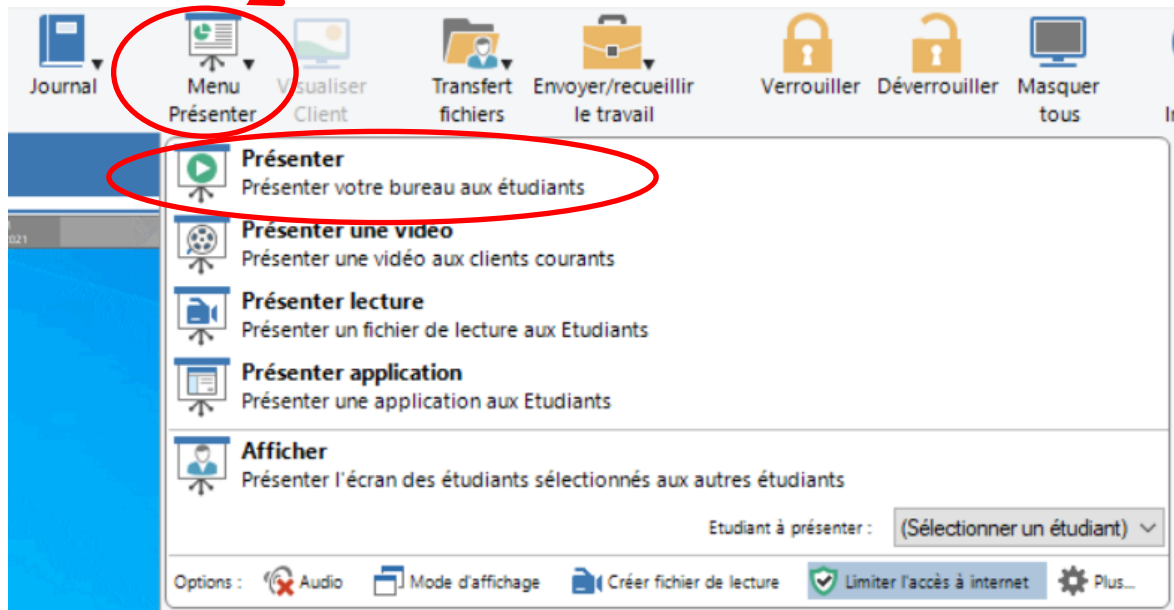 Journal
Menu
Présenter
Visualiser
Client
Transfert
fichiers
Envoyer/recueillir
le travail
Verrouiller
Déverrouiller
Masquer
tous
2021
Présenter
Présenter votre bureau aux étudiants
Présenter une vidéo
Présenter une vidéo aux clients courants
Présenter lecture
Présenter un fichier de lecture aux Etudiants
Présenter application
Présenter une application aux Etudiants
Afficher
Présenter l'écran des étudiants sélectionnés aux autres étudiants
Etudiant à présenter : (Sélectionner un étudiant)
Options : Audio Mode d'affichage Créer fichier de lecture Limiter l'accès à internet Plus...